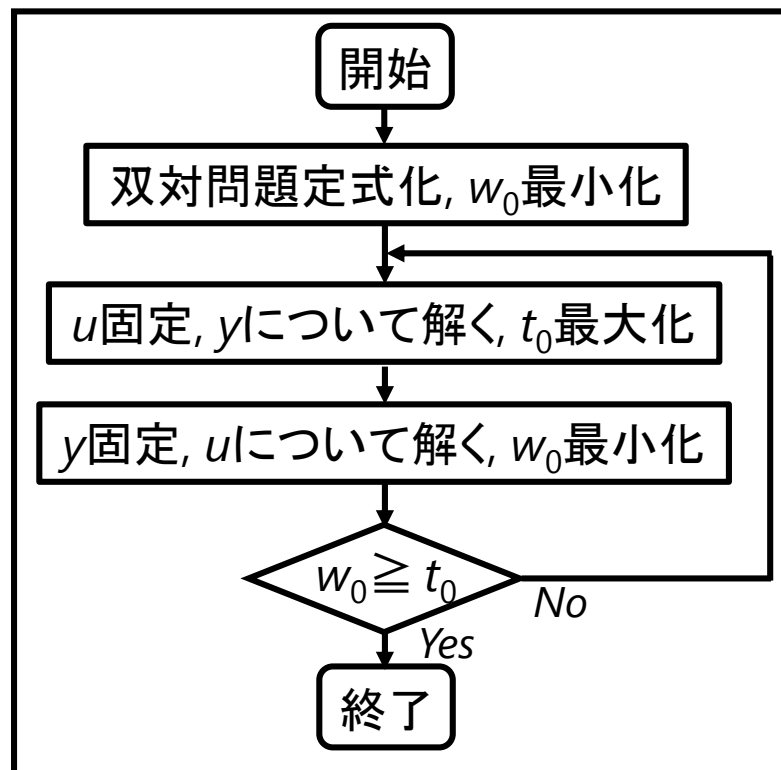 開始
双対問題定式化, w₀最小化
u固定, yについて解く, t₀最大化
y固定, uについて解く, w₀最小化
w₀≧ t₀
No
Yes
終了